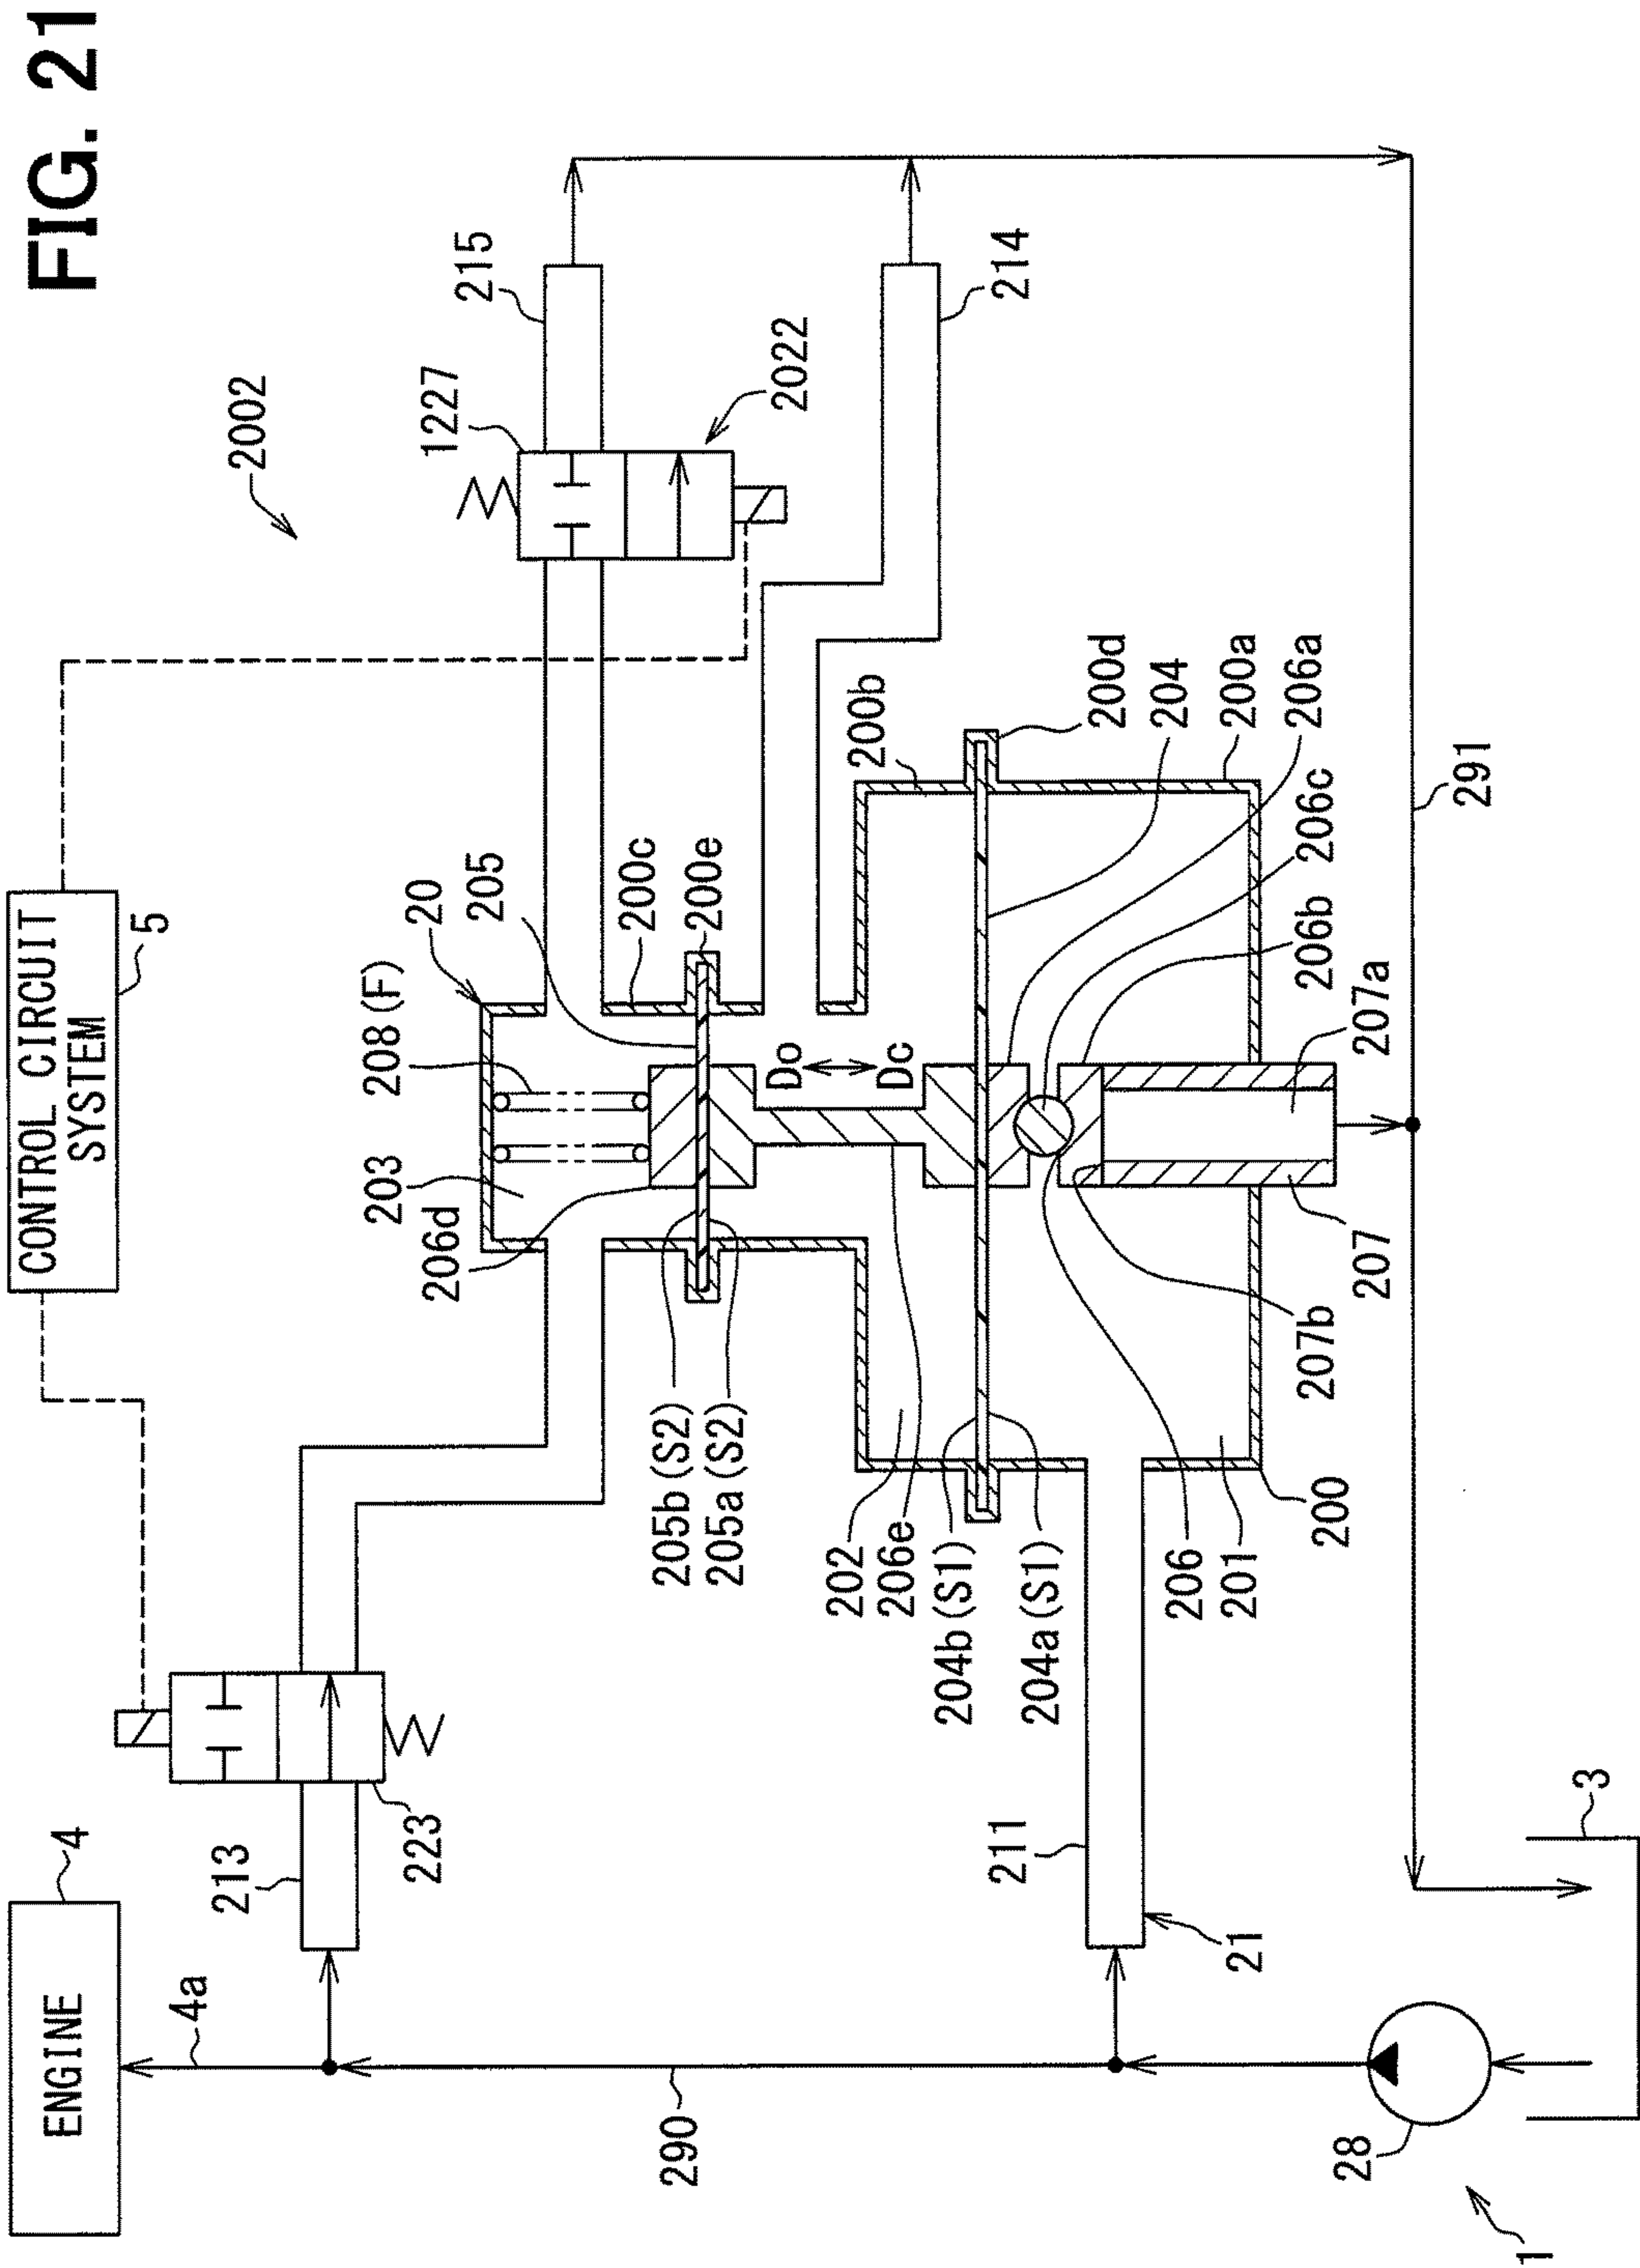 FIG. 21
2002
CONTROL CIRCUIT
SYSTEM
5
ENGINE
4
4a
213
223
290
20
208 (F)
203
206d
205
200c
200e
1227
215
2022
214
Do
Dc
205b (S2)
205a (S2)
202
206e
204b (S1)
204a (S1)
206
201
200
200b
200d
204
200a
206a
206c
206b
207a
207
207b
211
21
291
3
28
1